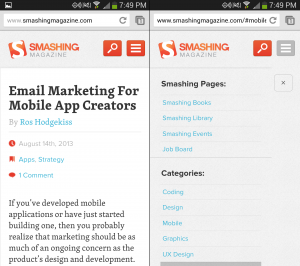 7:49 PM
www.smashingmagazine.com
SMASHING
MAGAZINE
Email Marketing For
Mobile App Creators
By Ros Hodgekiss
August 14th, 2013
Apps, Strategy
1 Comment
If you've developed mobile
applications or have just started
building one, then you probably
realize that marketing should be as
much of an ongoing concern as the
product's design and development.
7:49 PM
www.smashingmagazine.com/#mobile
SMASHING
MAGAZINE
Smashing Pages:
×
Smashing Books
Smashing Library
Smashing Events
Job Board
Categories:
Coding
Design
Mobile
Graphics
UX Design